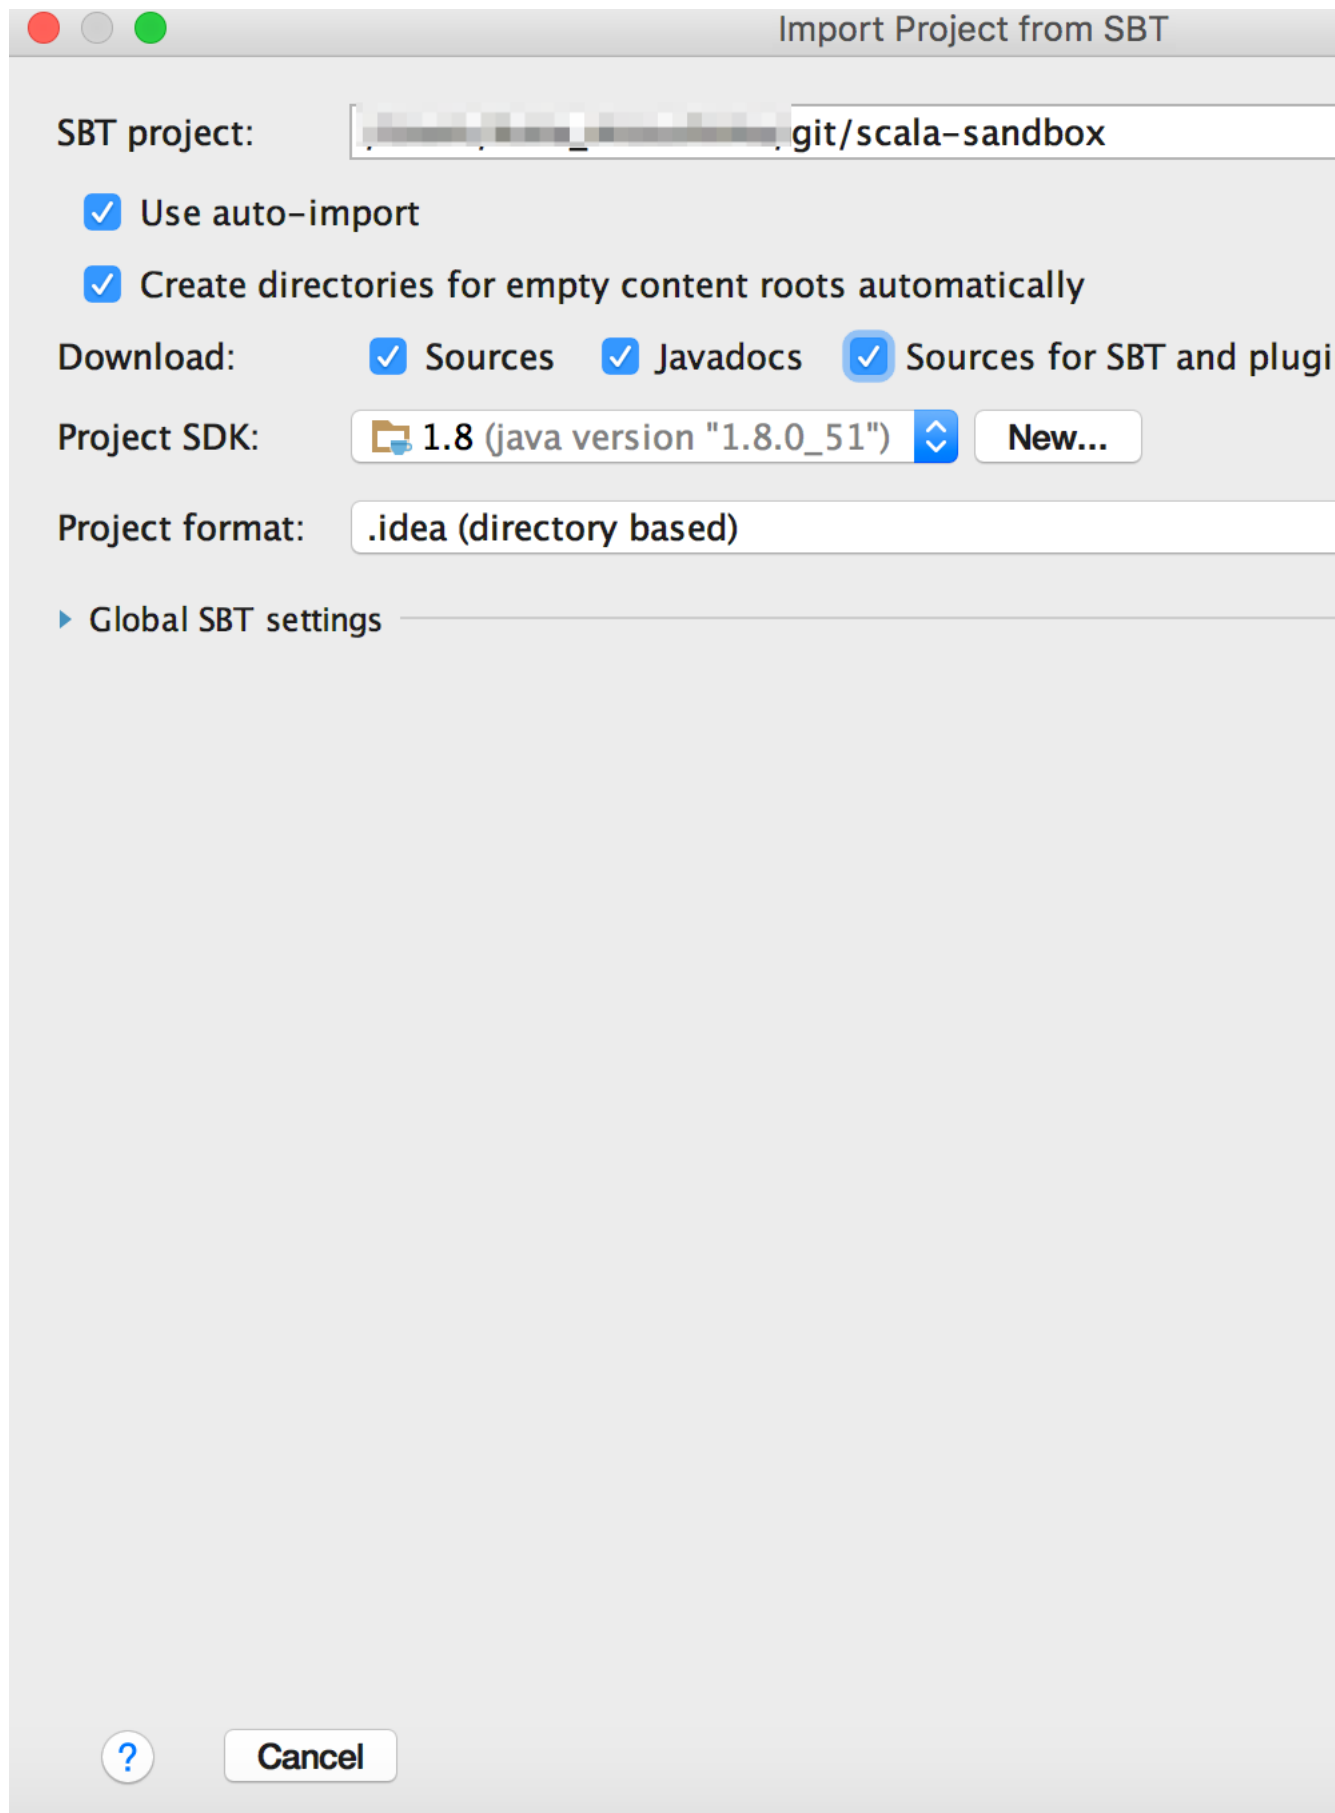 Import Project from SBT
SBT project: git/scala-sandbox
Use auto-import
Create directories for empty content roots automatically
Download: Sources Javadocs Sources for SBT and plugi
Project SDK: 1.8 (java version "1.8.0_51") New...
Project format: .idea (directory based)
Global SBT settings
? Cancel